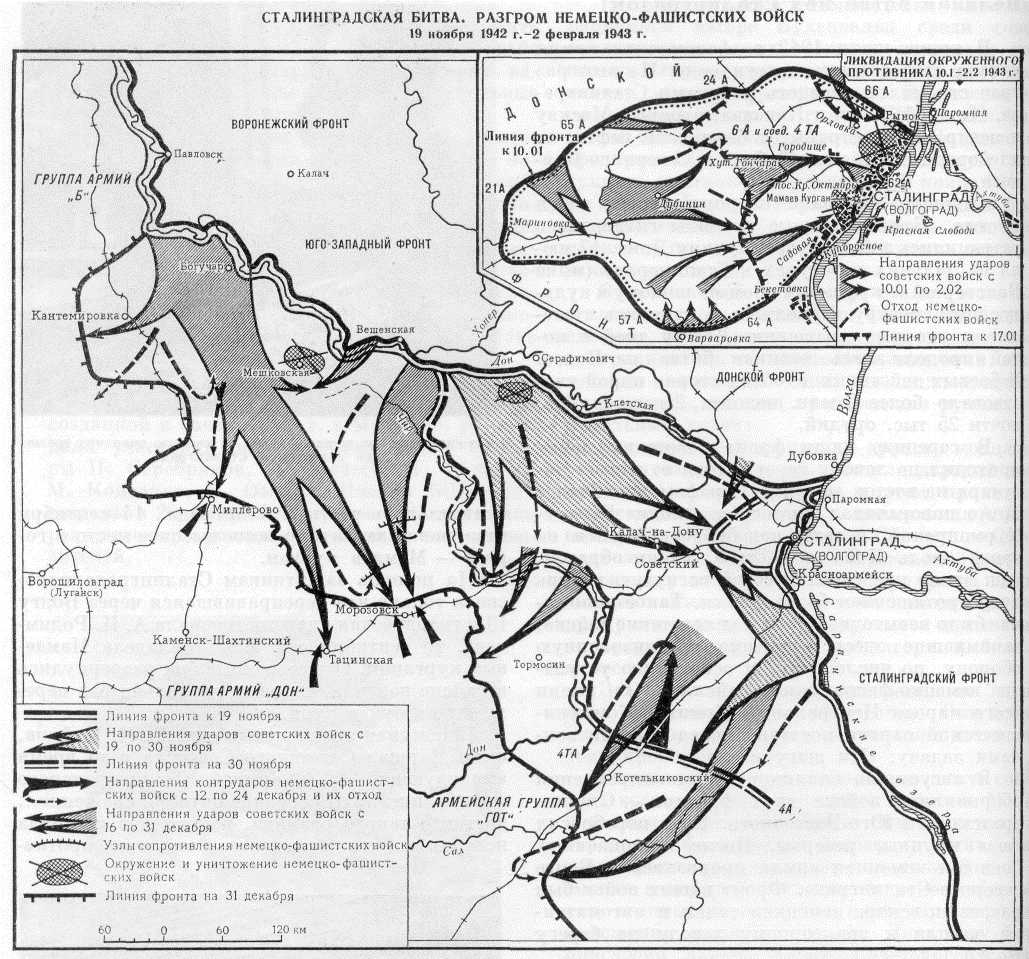 СТАЛИНГРАДСКАЯ БИТВА. РАЗГРОМ НЕМЕЦКО-ФАШИСТСКИХ ВОЙСК
19 ноября 1942 г.-2 февраля 1943 г.
ЛИКВИДАЦИЯ ОКРУЖЕННОГО
ПРОТИВНИКА 10.1-2.2 1943 г.
ДОНСКОЙ
24 А
66 А
Орловка
Рынок
Паромная
65 А
Линия фронта
к 10.01
6 А и соед. 4 ТА
Городище
Хут. Гончара
пос. Кр. Октябрь
62 А
Мамаев Курган
21А
Дубинин
СТАЛИНГРАД
(ВОЛГОГРАД)
Ахтуба
Мариновка
Красная Слобода
Садовая
Купоросное
Бекетовка
ФРОНТ
57 А
64 А
Варваровка
Направления ударов
советских войск с
10.01 по 2.02
Отход немецко-
фашистских войск
Линия фронта к 17.01
ВОРОНЕЖСКИЙ ФРОНТ
Павловск
ГРУППА АРМИЙ
„Б"
Калач
ЮГО-ЗАПАДНЫЙ ФРОНТ
Богучар
Кантемировка
Вешенская
Хопер
Дон
Серафимович
Мешковская
ДОНСКОЙ ФРОНТ
Клетская
Чир
Волга
Дубовка
Миллерово
Паромная
Калач-на-Дону
СТАЛИНГРАД
(ВОЛГОГРАД)
Советский
Ахтуба
Ворошиловград
(Луганск)
Красноармейск
Морозовск
Каменск-Шахтинский
Тацинская
Тормосин
Сарпинские озера
ГРУППА АРМИЙ „ДОН"
СТАЛИНГРАДСКИЙ ФРОНТ
Дон
4ТА
Котельниковский
4А
АРМЕЙСКАЯ ГРУППА
„ГОТ"
Сал
Линия фронта к 19 ноября
Направления ударов советских войск с
19 по 30 ноября
Линия фронта на 30 ноября
Направления контрударов немецко-фашист-
ских войск с 12 по 24 декабря и их отход
Направления ударов советских войск с
16 по 31 декабря
Узлы сопротивления немецко-фашистских войск
Окружение и уничтожение немецко-фашист-
ских войск
Линия фронта на 31 декабря
60 0 60 120 км